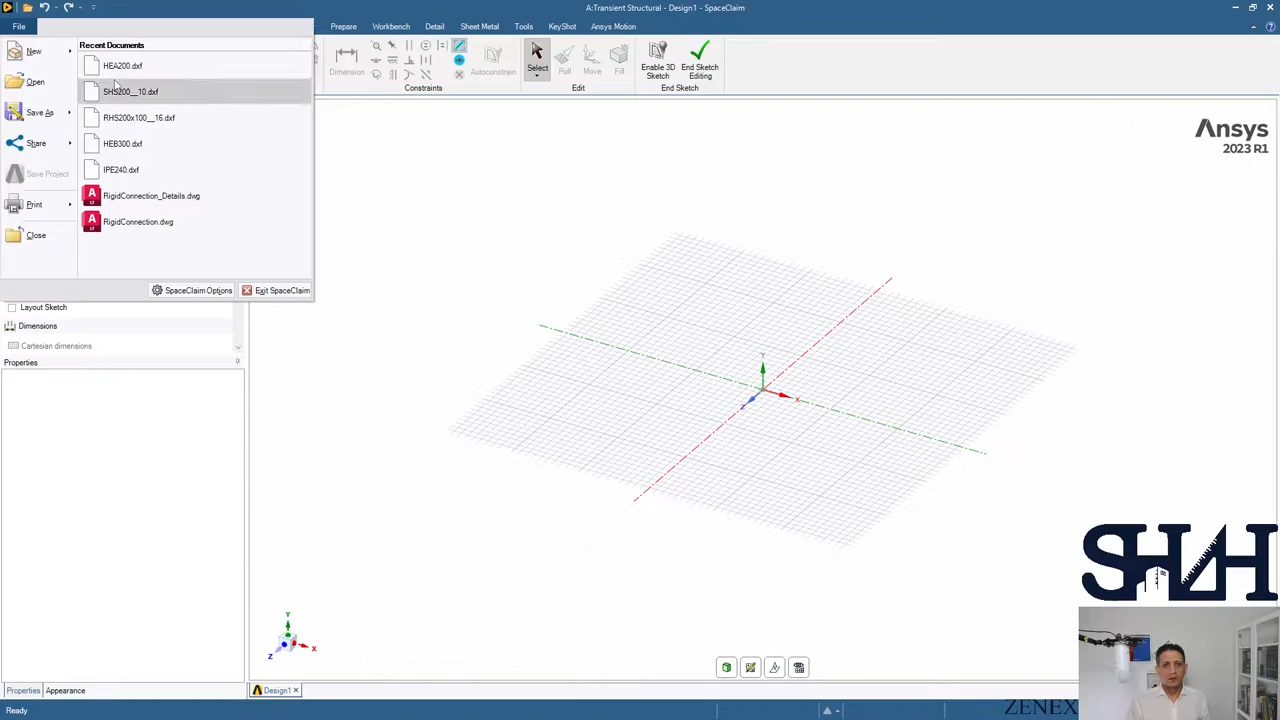 A:Transient Structural - Design1 - SpaceClaim
File
Prepare
Workbench
Detail
Sheet Metal
Tools
KeyShot
Ansys Motion
New
Open
Save As
Share
Save Project
Print
Close
Recent Documents
HEA200.dxf
SHS200__10.dxf
RHS200x100__16.dxf
HEB300.dxf
IPE240.dxf
RigidConnection_Details.dwg
RigidConnection.dwg
SpaceClaim Options
Exit SpaceClaim
Dimension
Autoconstrain
Constraints
Select
Pull
Move
Fill
Edit
Enable 3D
Sketch
End Sketch
Editing
End Sketch
Ansys
2023 R1
Layout Sketch
Dimensions
Cartesian dimensions
Properties
Y
X
Z
Y
X
Z
Properties
Appearance
Design1
Ready
ZENEX